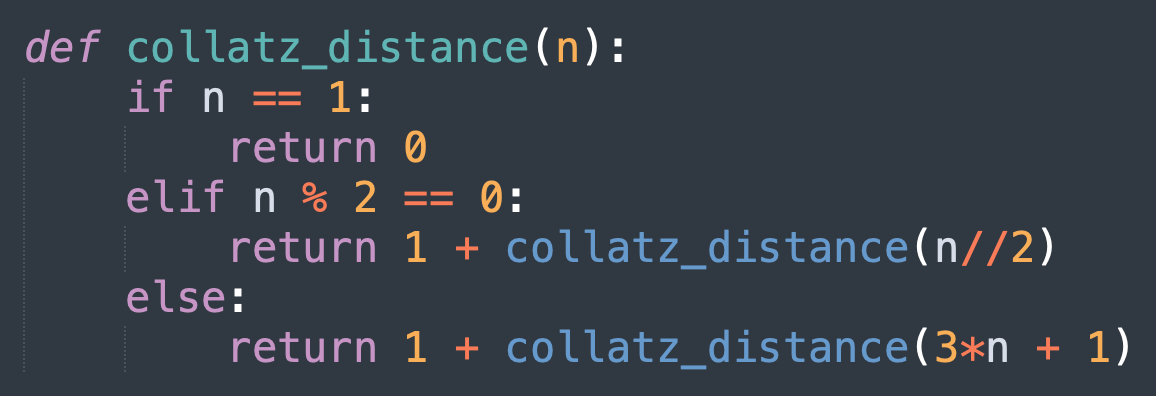 def collatz_distance(n):
    if n == 1:
        return 0
    elif n % 2 == 0:
        return 1 + collatz_distance(n//2)
    else:
        return 1 + collatz_distance(3*n + 1)